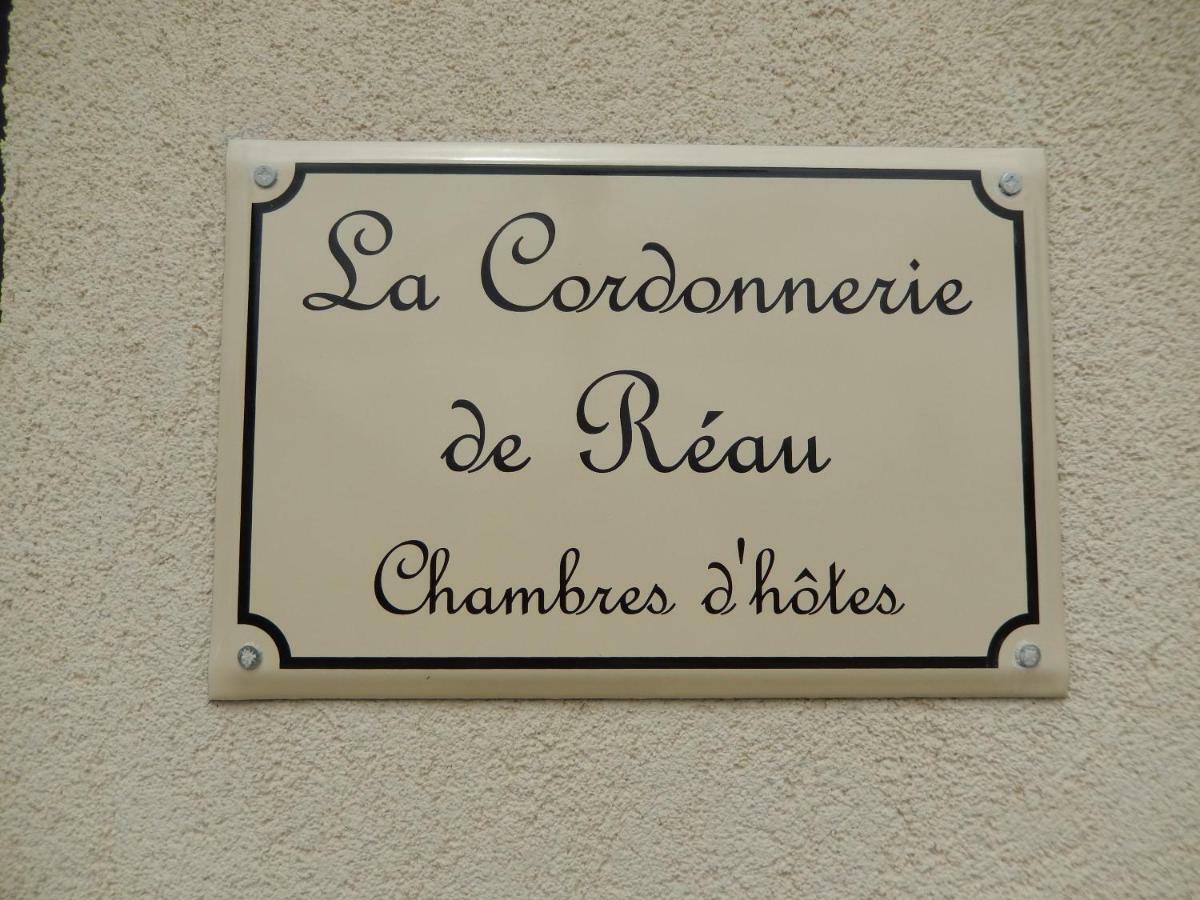 La Cordonnerie
de Réau
Chambres d'hôtes